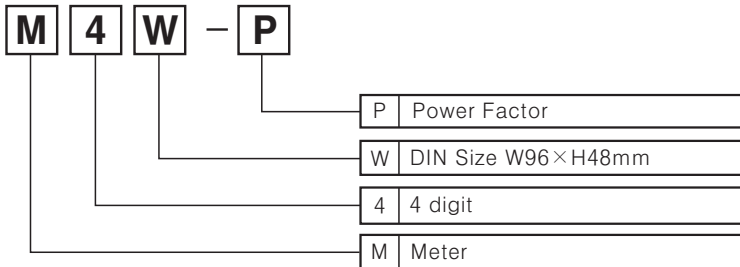 M 4 W - P
P Power Factor
W DIN Size W96×H48mm
4 4 digit
M Meter